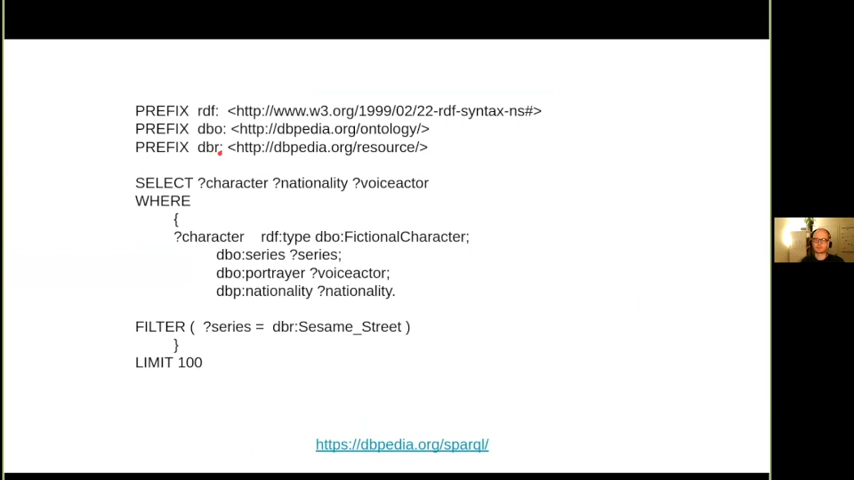 PREFIX rdf: <http://www.w3.org/1999/02/22-rdf-syntax-ns#>
PREFIX dbo: <http://dbpedia.org/ontology/>
PREFIX dbr: <http://dbpedia.org/resource/>
SELECT ?character ?nationality ?voiceactor
WHERE
{
?character rdf:type dbo:FictionalCharacter;
dbo:series ?series;
dbo:portrayer ?voiceactor;
dbp:nationality ?nationality.
FILTER ( ?series = dbr:Sesame_Street )
}
LIMIT 100
https://dbpedia.org/sparql/